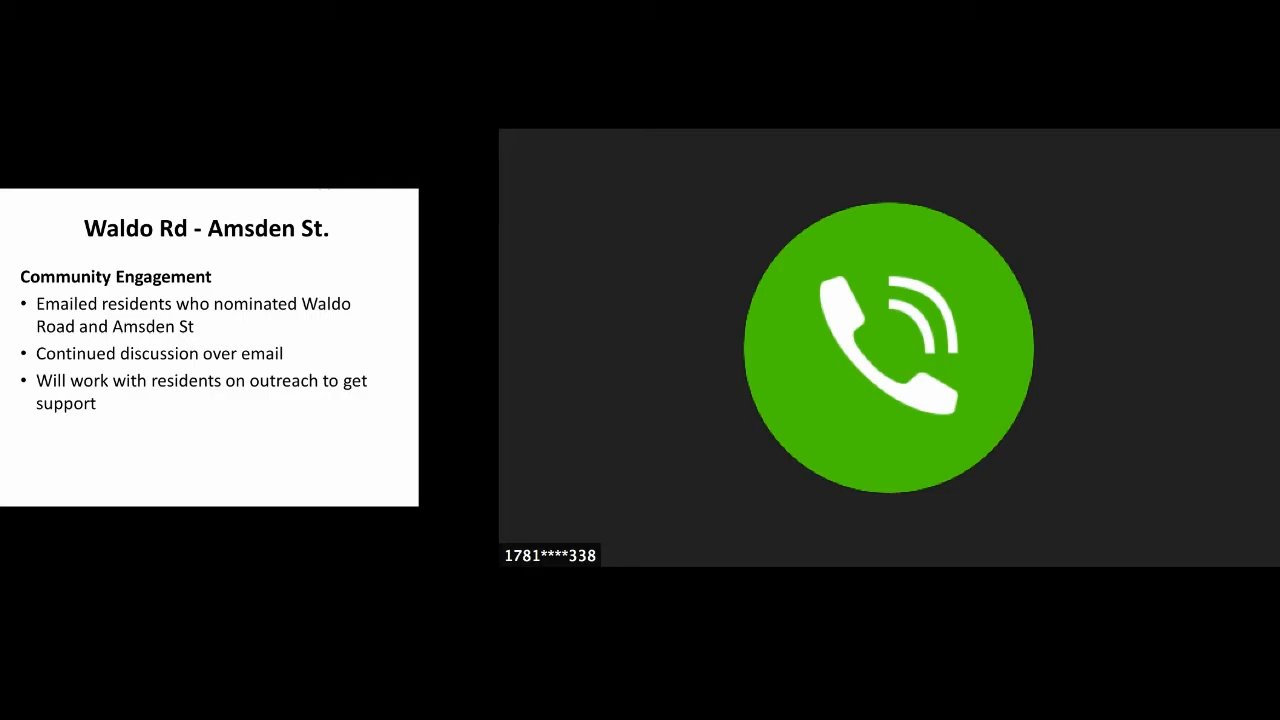 Waldo Rd - Amsden St.
Community Engagement
• Emailed residents who nominated Waldo
Road and Amsden St
• Continued discussion over email
• Will work with residents on outreach to get
support
1781****338